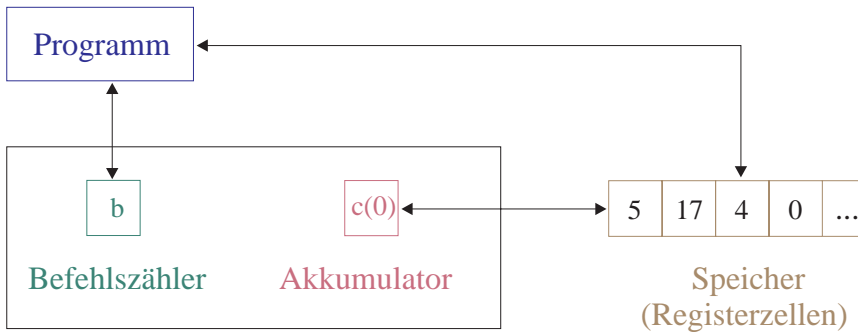 Programm
b
c(0)
5 17 4 0 ...
Befehlszähler
Akkumulator
Speicher
(Registerzellen)